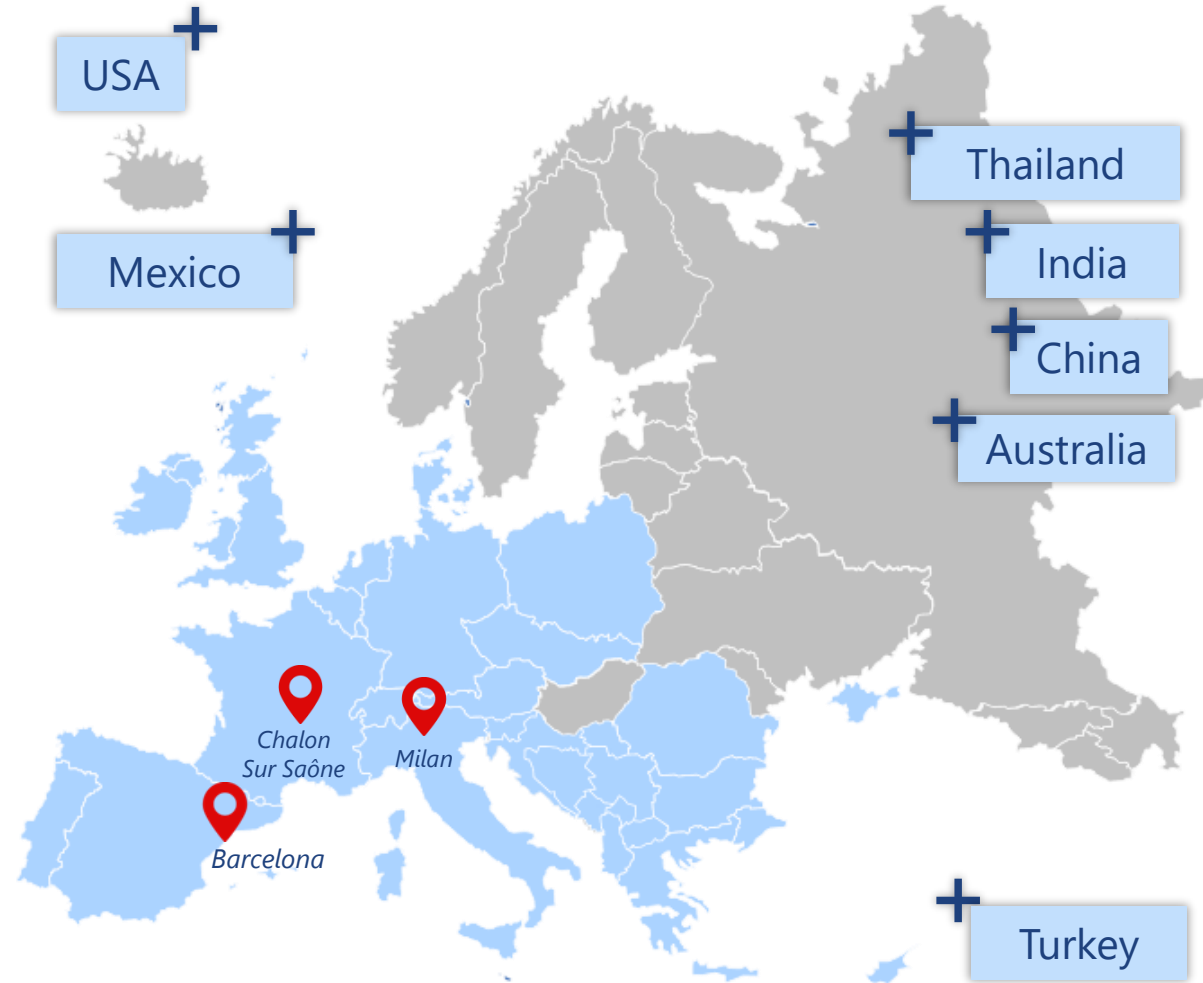 USA
Mexico
Thailand
India
China
Australia
Chalon
Sur Saône
Milan
Barcelona
Turkey